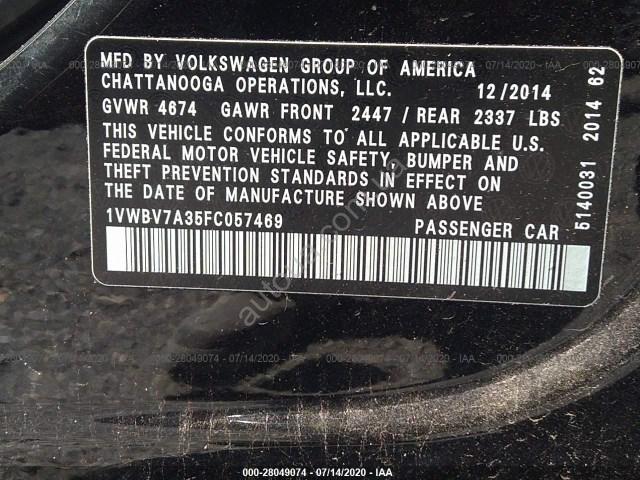 MFD BY VOLKSWAGEN GROUP OF AMERICA
CHATTANOOGA OPERATIONS, LLC. 12/2014
GVWR 4674 GAWR FRONT 2447 / REAR 2337 LBS
THIS VEHICLE CONFORMS TO ALL APPLICABLE U.S.
FEDERAL MOTOR VEHICLE SAFETY, BUMPER AND
THEFT PREVENTION STANDARDS IN EFFECT ON
THE DATE OF MANUFACTURE SHOWN ABOVE
1VWBV7A35FC057469 PASSENGER CAR
5140031 2014 62
000-28049074 - 07/14/2020 - IAA